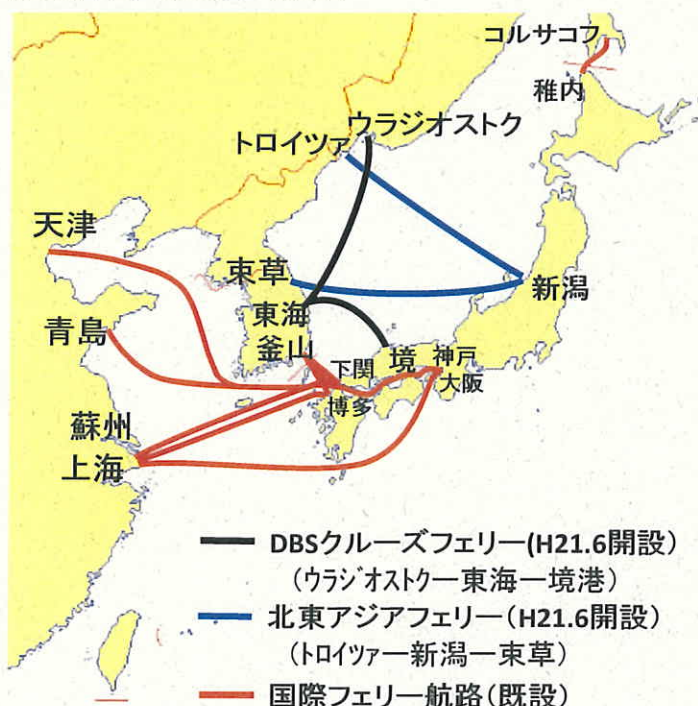 コルサコフ
稚内
ウラジオストク
トロイツァ
天津
束草
新潟
東海
青島
釜山
下関
境
神戸
大阪
博多
蘇州
上海
DBSクルーズフェリー(H21.6開設)
(ウラジオストクー東海ー境港)
北東アジアフェリー(H21.6開設)
(トロイツァー新潟ー束草)
国際フェリー航路(既設)